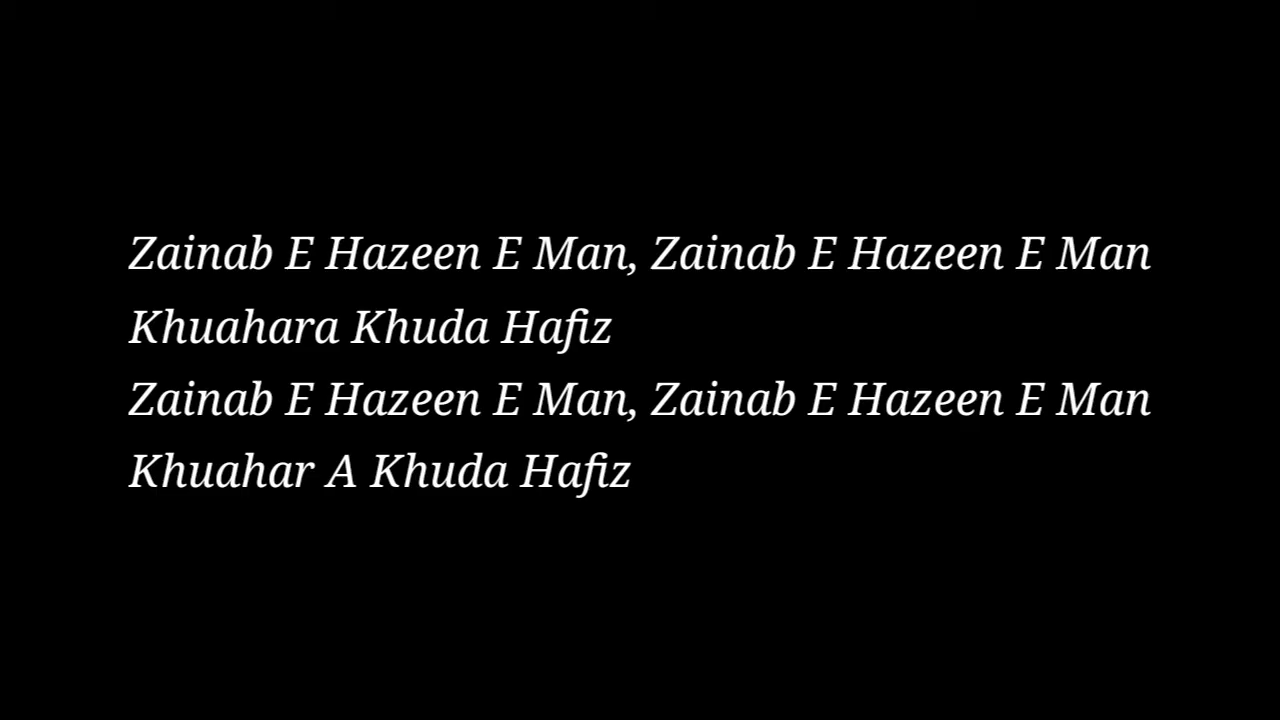 Zainab E Hazeen E Man, Zainab E Hazeen E Man
Khuahara Khuda Hafiz
Zainab E Hazeen E Man, Zainab E Hazeen E Man
Khuahar A Khuda Hafiz